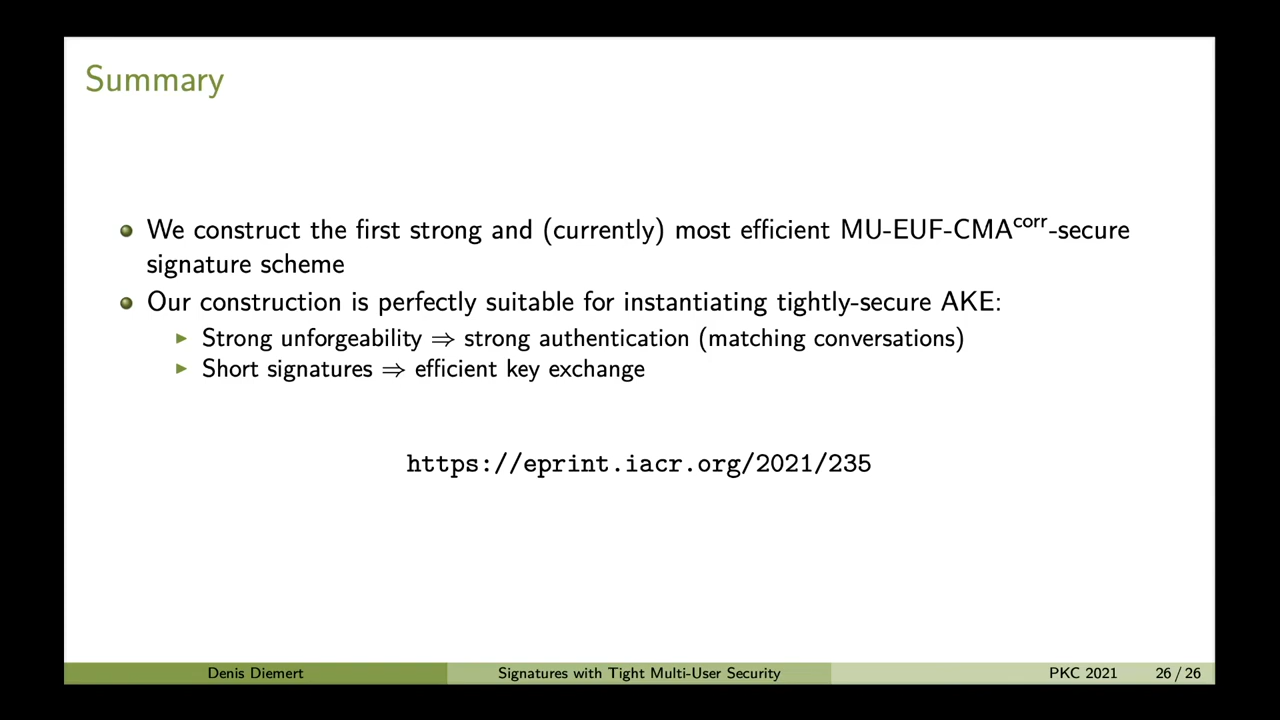 Summary
We construct the first strong and (currently) most efficient MU-EUF-CMA^corr-secure
signature scheme
Our construction is perfectly suitable for instantiating tightly-secure AKE:
Strong unforgeability ⇒ strong authentication (matching conversations)
Short signatures ⇒ efficient key exchange
https://eprint.iacr.org/2021/235
Denis Diemert Signatures with Tight Multi-User Security PKC 2021 26 / 26